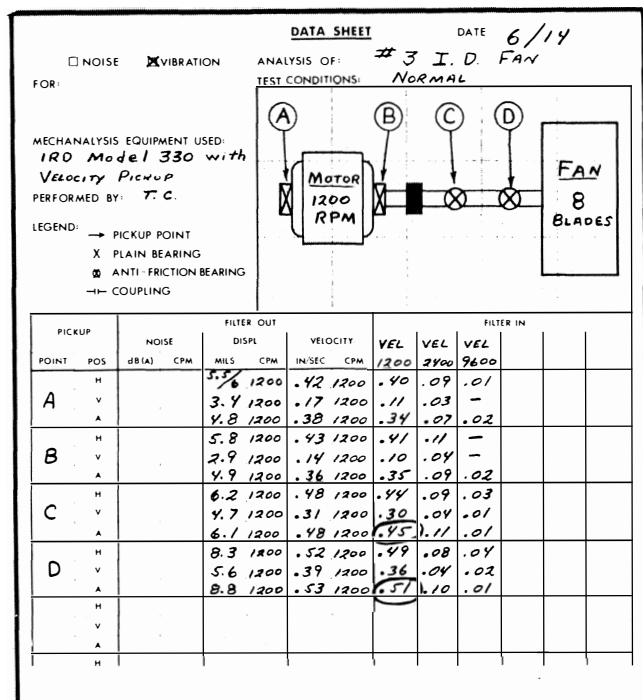 DATA SHEET
DATE 6/14
NOISE VIBRATION ANALYSIS OF: # 3 I. D. FAN
FOR: TEST CONDITIONS: NORMAL
A B C D
MECHANALYSIS EQUIPMENT USED:
IRD Model 330 with
VELOCITY PICKUP
PERFORMED BY: T. C.
MOTOR
1200
RPM
FAN
8
BLADES
LEGEND:
PICKUP POINT
X PLAIN BEARING
ANTI-FRICTION BEARING
COUPLING
PICKUP FILTER OUT FILTER IN
NOISE DISPL VELOCITY VEL VEL VEL
POINT POS dB(A) CPM MILS CPM IN/SEC CPM 1200 2400 9600
H 5.5/6 1200 .42 1200 .40 .09 .01
A V 3.4 1200 .17 1200 .11 .03 –
A 4.8 1200 .38 1200 .34 .07 .02
H 5.8 1200 .43 1200 .41 .11 –
B V 2.9 1200 .14 1200 .10 .04 –
A 4.9 1200 .36 1200 .35 .09 .02
H 6.2 1200 .48 1200 .44 .09 .03
C V 4.7 1200 .31 1200 .30 .04 .01
A 6.1 1200 .48 1200 .45 .11 .01
H 8.3 1200 .52 1200 .49 .08 .04
D V 5.6 1200 .39 1200 .36 .04 .02
A 8.8 1200 .53 1200 .51 .10 .01
H
V
A
H